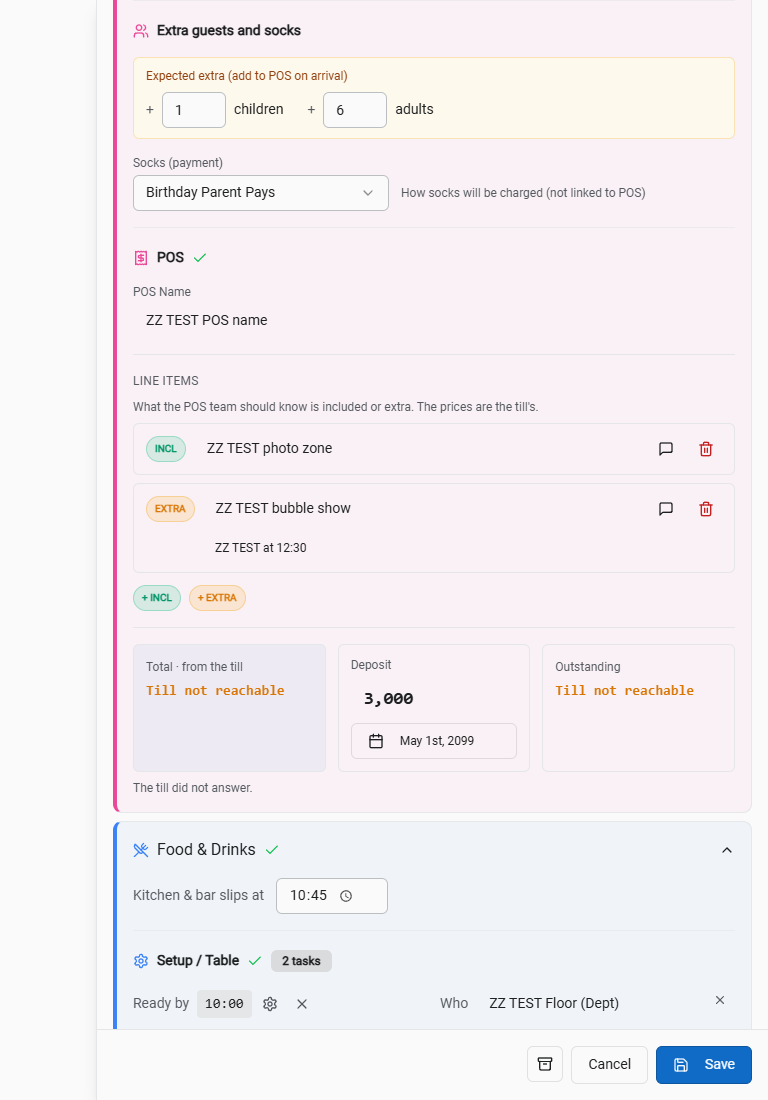 Extra guests and socks
Expected extra (add to POS on arrival)
+ 1 children + 6 adults
Socks (payment)
Birthday Parent Pays How socks will be charged (not linked to POS)
POS
POS Name
ZZ TEST POS name
LINE ITEMS
What the POS team should know is included or extra. The prices are the till's.
INCL ZZ TEST photo zone
EXTRA ZZ TEST bubble show
ZZ TEST at 12:30
+ INCL + EXTRA
Total · from the till Deposit Outstanding
Till not reachable 3,000 Till not reachable
May 1st, 2099
The till did not answer.
Food & Drinks
Kitchen & bar slips at 10:45
Setup / Table 2 tasks
Ready by 10:00 Who ZZ TEST Floor (Dept)
Cancel Save